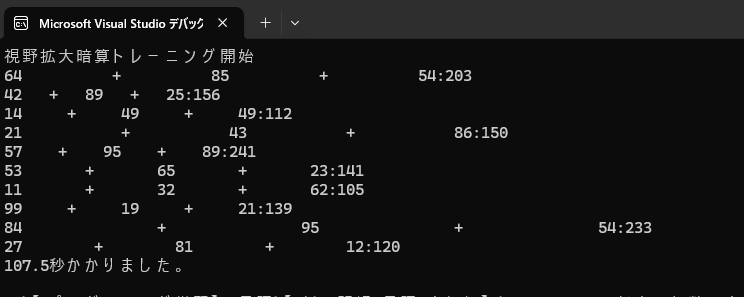 Microsoft Visual Studio デバッグ
視野拡大暗算トレーニング開始
64 + 85 + 54:203
42 + 89 + 25:156
14 + 49 + 49:112
21 + 43 + 86:150
57 + 95 + 89:241
53 + 65 + 23:141
11 + 32 + 62:105
99 + 19 + 21:139
84 + 95 + 54:233
27 + 81 + 12:120
107.5秒かかりました。